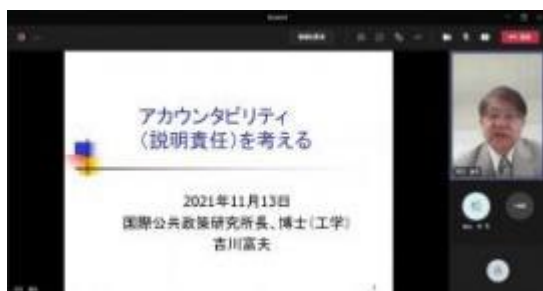 アカウンタビリティ
(説明責任)を考える
2021年11月13日
国際公共政策研究所長、博士(工学)
吉川富夫